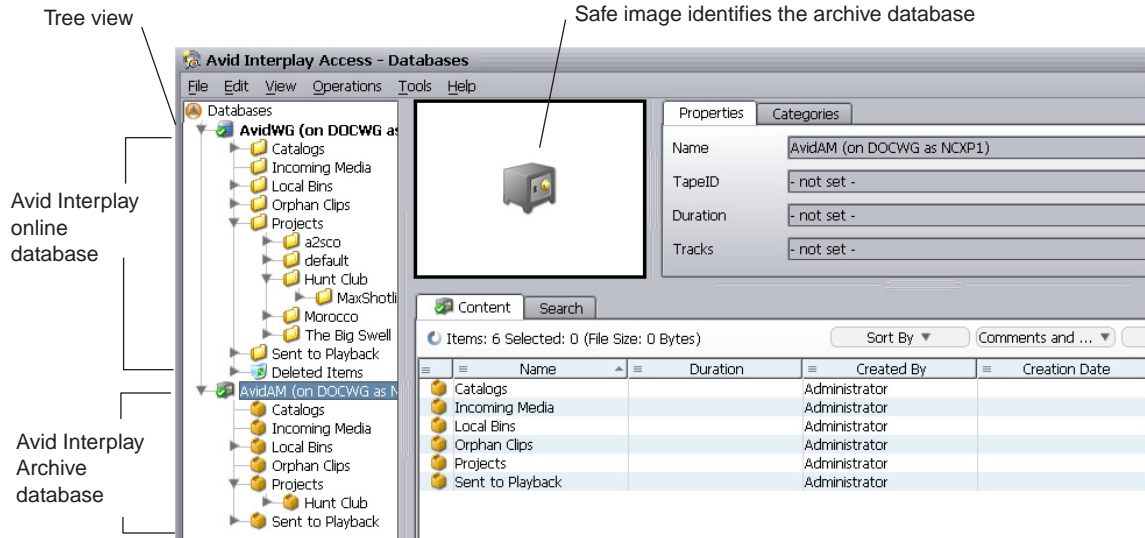 Tree view
Safe image identifies the archive database
Avid Interplay Access - Databases
File Edit View Operations Tools Help
Databases
AvidWG (on DOCWG as
Catalogs
Incoming Media
Local Bins
Orphan Clips
Projects
a2sco
default
Hunt Club
MaxShotli
Morocco
The Big Swell
Sent to Playback
Deleted Items
AvidAM (on DOCWG as N
Catalogs
Incoming Media
Local Bins
Orphan Clips
Projects
Hunt Club
Sent to Playback
Avid Interplay
online
database
Avid Interplay
Archive
database
Properties Categories
Name AvidAM (on DOCWG as NCXP1)
TapeID - not set -
Duration - not set -
Tracks - not set -
Content Search
Items: 6 Selected: 0 (File Size: 0 Bytes) Sort By Comments and ...
Name Duration Created By Creation Date
Catalogs Administrator
Incoming Media Administrator
Local Bins Administrator
Orphan Clips Administrator
Projects Administrator
Sent to Playback Administrator